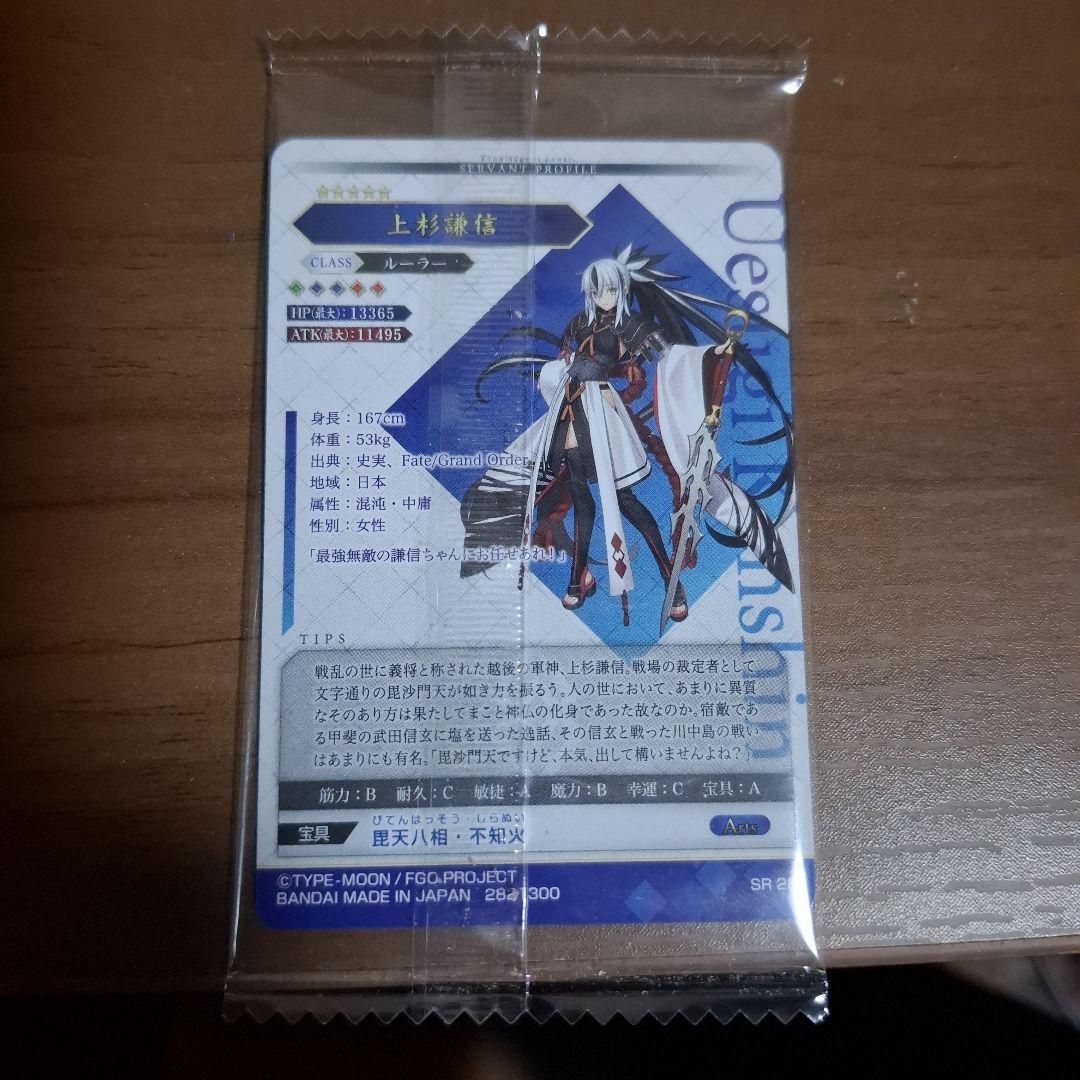 Knowledge is power.
SERVANT PROFILE
上杉謙信
CLASS ルーラー
HP(最大):13365
ATK(最大):11495
Uesugi Kenshin
身長：167cm
体重：53kg
出典：史実、Fate/Grand Order
地域：日本
属性：混沌・中庸
性別：女性
「最強無敵の謙信ちゃんにお任せあれ！」
TIPS
戦乱の世に義将と称された越後の軍神、上杉謙信。戦場の裁定者として
文字通りの毘沙門天が如き力を振るう。人の世において、あまりに異質
なそのあり方は果たしてまこと神仏の化身であった故なのか。宿敵であ
る甲斐の武田信玄に塩を送った逸話、その信玄と戦った川中島の戦い
はあまりにも有名。「毘沙門天ですけど、本気、出して構いませんよね？」
筋力：B 耐久：C 敏捷：A 魔力：B 幸運：C 宝具：A
びてんはっそう・しらぬい
宝具 毘天八相・不知火
Arts
©TYPE-MOON / FGO PROJECT
BANDAI MADE IN JAPAN 2821300
SR